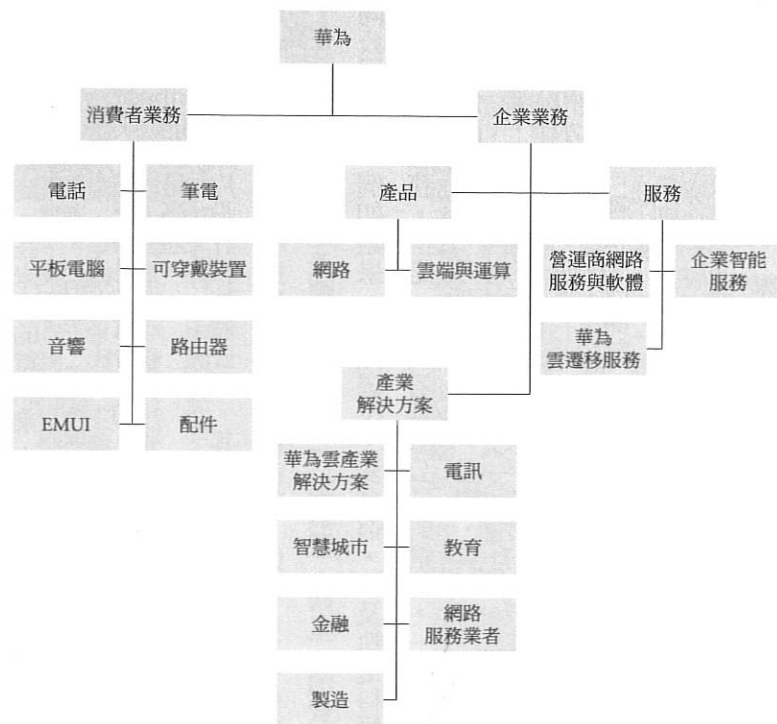 華為
消費者業務
企業業務
電話
筆電
平板電腦
可穿戴裝置
音響
路由器
EMUI
配件
產品
服務
網路
雲端與運算
營運商網路
服務與軟體
企業智能
服務
華為
雲遷移服務
產業
解決方案
華為雲產業
解決方案
電訊
智慧城市
教育
金融
網路
服務業者
製造